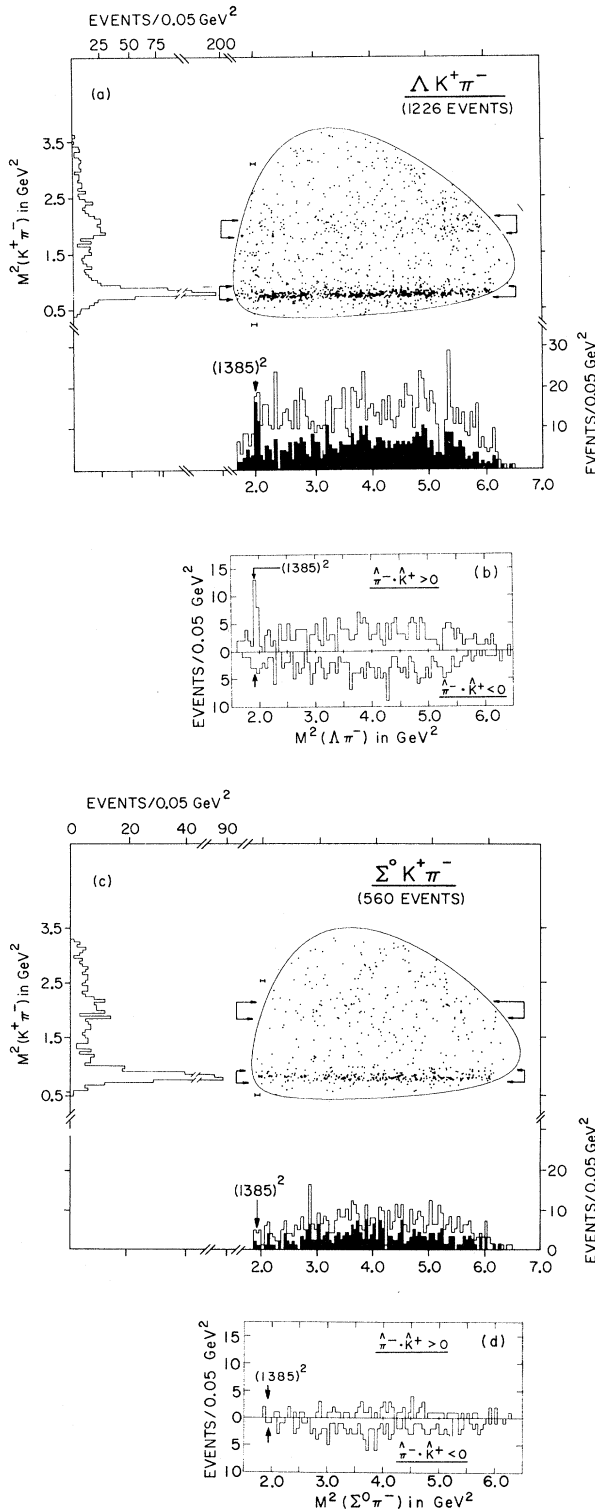 EVENTS/0.05 GeV²
25 50 75 200
(a)
Λ K⁺ π⁻
(1226 EVENTS)
M²(K⁺π⁻) in GeV²
3.5
2.5
1.5
0.5
(1385)²
30
20
10
EVENTS/0.05 GeV²
2.0 3.0 4.0 5.0 6.0 7.0
(b)
EVENTS/0.05 GeV²
15
10
5
0
5
10
(1385)²
π̂⁻·K̂⁺>0
π̂⁻·K̂⁺<0
2.0 3.0 4.0 5.0 6.0
M²(Λπ⁻) in GeV²
EVENTS/0.05 GeV²
0 20 40 90
(c)
Σ⁰ K⁺ π⁻
(560 EVENTS)
M²(K⁺π⁻) in GeV²
3.5
2.5
1.5
0.5
(1385)²
20
10
0
EVENTS/0.05 GeV²
2.0 3.0 4.0 5.0 6.0 7.0
(d)
EVENTS/0.05 GeV²
15
10
5
0
5
10
(1385)²
π̂⁻·K̂⁺>0
π̂⁻·K̂⁺<0
2.0 3.0 4.0 5.0 6.0
M²(Σ⁰π⁻) in GeV²